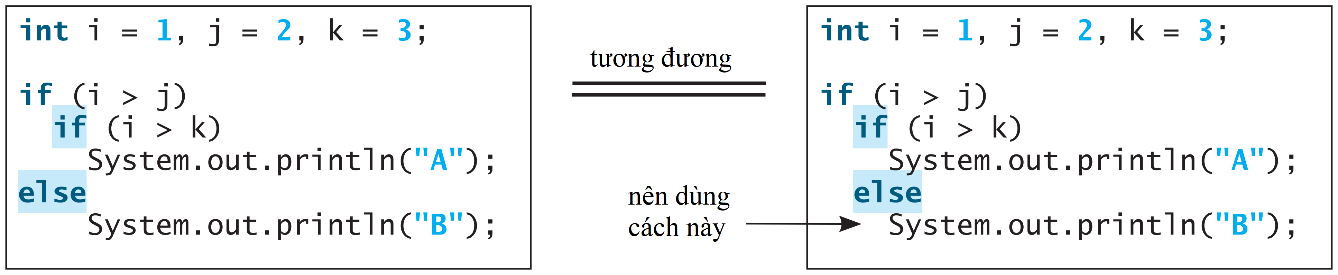 int i = 1, j = 2, k = 3;
if (i > j)
if (i > k)
System.out.println("A");
else
System.out.println("B");
tương đương
nên dùng
cách này
int i = 1, j = 2, k = 3;
if (i > j)
if (i > k)
System.out.println("A");
else
System.out.println("B");